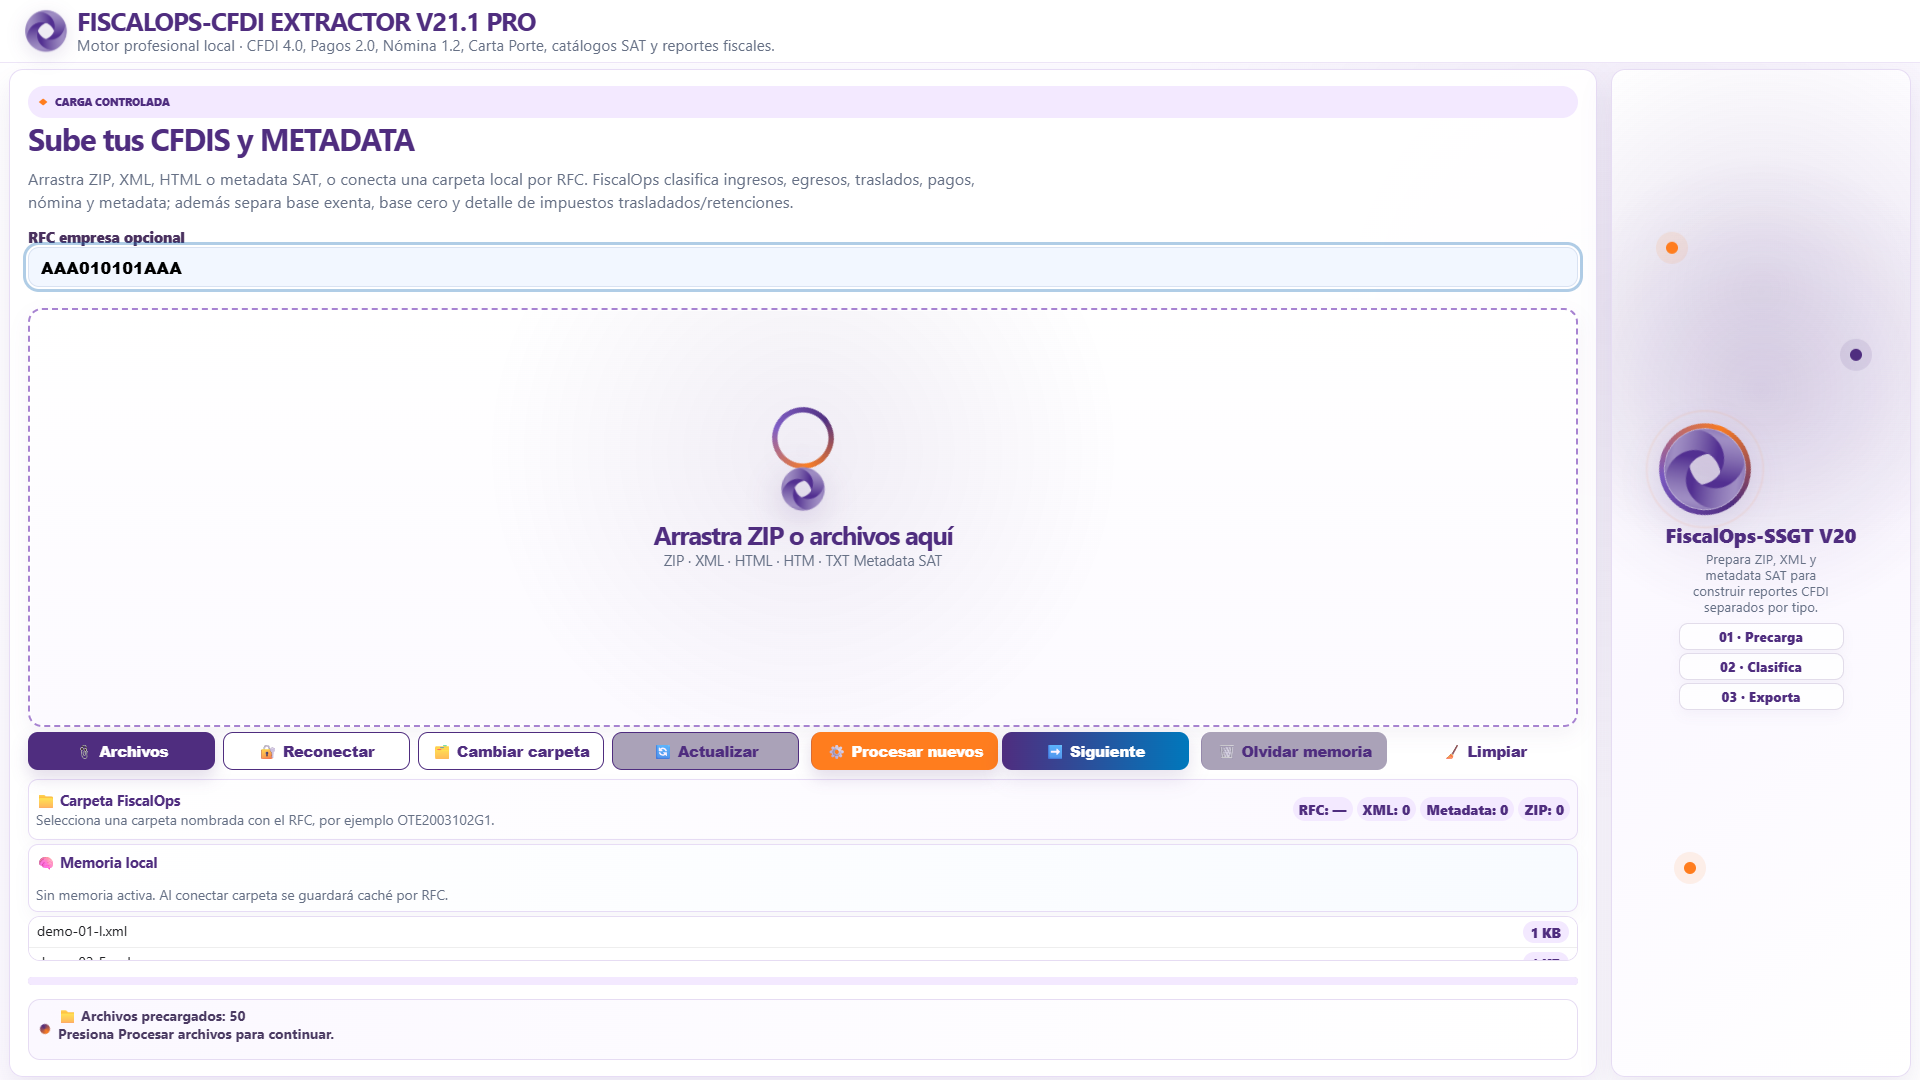 FISCALOPS-CFDI EXTRACTOR V21.1 PRO
Motor profesional local · CFDI 4.0, Pagos 2.0, Nómina 1.2, Carta Porte, catálogos SAT y reportes fiscales.
CARGA CONTROLADA
Sube tus CFDIS y METADATA
Arrastra ZIP, XML, HTML o metadata SAT, o conecta una carpeta local por RFC. FiscalOps clasifica ingresos, egresos, traslados, pagos,
nómina y metadata; además separa base exenta, base cero y detalle de impuestos trasladados/retenciones.
RFC empresa opcional
AAA010101AAA
Arrastra ZIP o archivos aquí
ZIP · XML · HTML · HTM · TXT Metadata SAT
Archivos
Reconectar
Cambiar carpeta
Actualizar
Procesar nuevos
Siguiente
Olvidar memoria
Limpiar
Carpeta FiscalOps
Selecciona una carpeta nombrada con el RFC, por ejemplo OTE2003102G1.
RFC: — XML: 0 Metadata: 0 ZIP: 0
Memoria local
Sin memoria activa. Al conectar carpeta se guardará caché por RFC.
demo-01-I.xml 1 KB
Archivos precargados: 50
Presiona Procesar archivos para continuar.
FiscalOps-SSGT V20
Prepara ZIP, XML y
metadata SAT para
construir reportes CFDI
separados por tipo.
01 · Precarga
02 · Clasifica
03 · Exporta